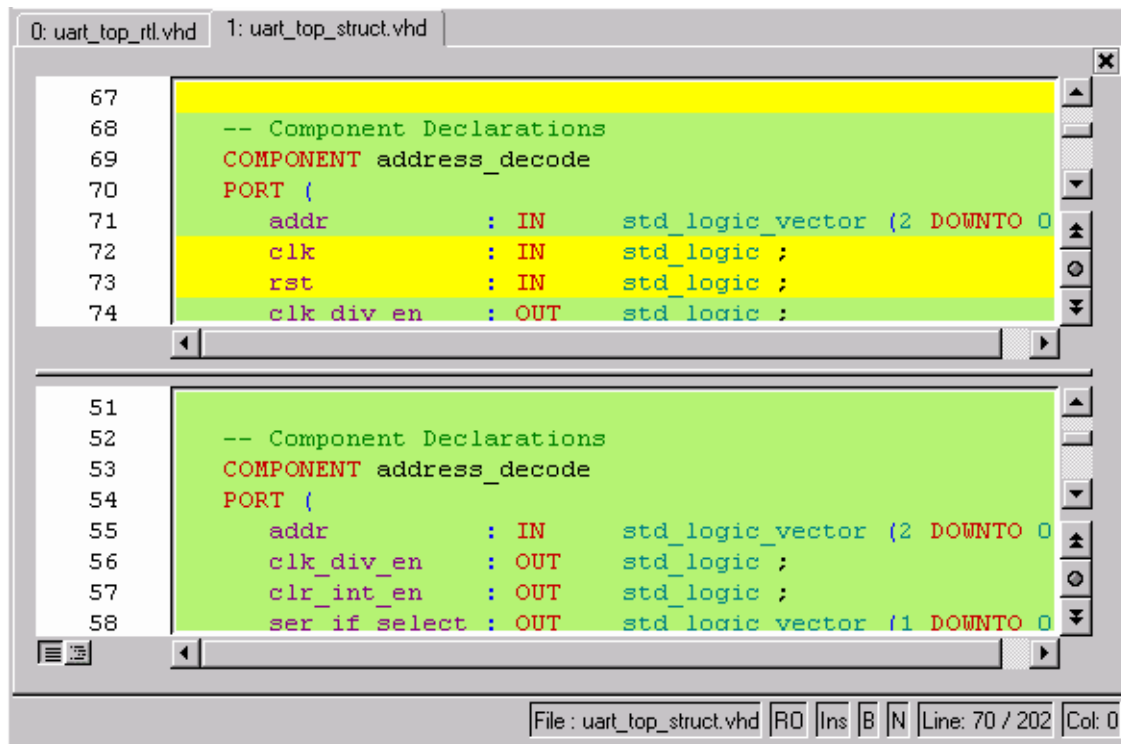 0: uart_top_rtl.vhd 1: uart_top_struct.vhd
67
68 -- Component Declarations
69 COMPONENT address_decode
70 PORT (
71 addr : IN std_logic_vector (2 DOWNTO 0
72 clk : IN std_logic ;
73 rst : IN std_logic ;
74 clk_div_en : OUT std_logic ;
51
52 -- Component Declarations
53 COMPONENT address_decode
54 PORT (
55 addr : IN std_logic_vector (2 DOWNTO 0
56 clk_div_en : OUT std_logic ;
57 clr_int_en : OUT std_logic ;
58 ser_if_select : OUT std_logic_vector (1 DOWNTO 0
File : uart_top_struct.vhd RO Ins B N Line: 70 / 202 Col: 0